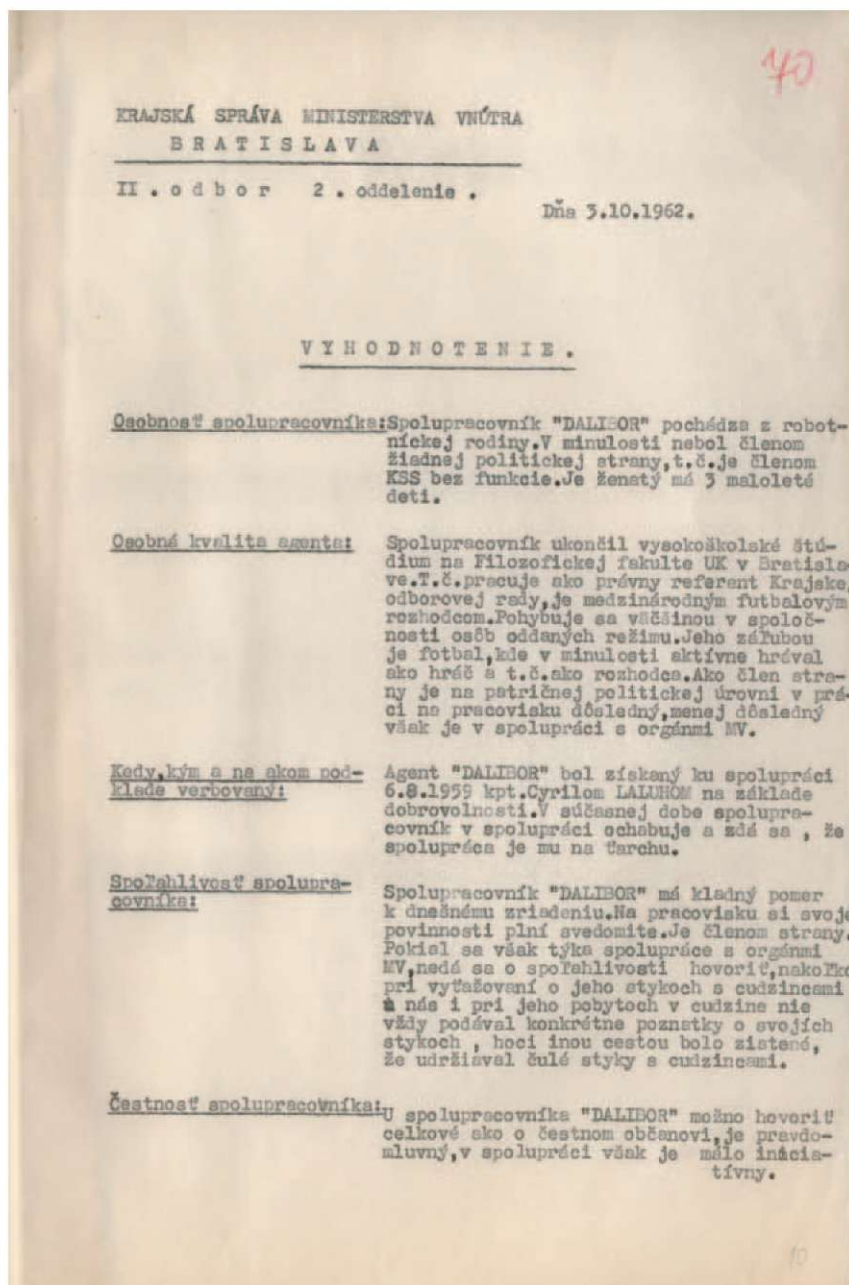 70
KRAJSKÁ SPRÁVA MINISTERSTVA VNÚTRA
B R A T I S L A V A
II . o d b o r 2 . oddelenie .
Dňa 3.10.1962.
V Y H O D N O T E N I E .
Osobnosť spolupracovníka:Spolupracovník "DALIBOR" pochádza z robot-
níckej rodiny.V minulosti nebol členom
žiadnej politickej strany,t.č.je členom
KSS bez funkcie.Je ženatý má 3 maloleté
deti.
Osobná kvalita agenta: Spolupracovník ukončil vysokoškolské štú-
dium na Filozofickej fakulte UK v Bratisla-
ve.T.č.pracuje ako právny referent Krajske,
odborovej rady,je medzinárodným futbalovým
rozhodcom.Pohybuje sa väčšinou v spoloč-
nosti osôb oddaných režimu.Jeho záľubou
je fotbal,kde v minulosti aktívne hrával
ako hráč a t.č.ako rozhodca.Ako člen stra-
ny je na patričnej politickej úrovni v prá-
ci na pracovisku dôsledný,menej dôsledný
však je v spolupráci s orgánmi MV.
Kedy,kým a na akom pod- Agent "DALIBOR" bol získaný ku spolupráci
klade verbovaný: 6.8.1959 kpt.Cyrilom LALUHOM na základe
dobrovolnosti.V súčasnej dobe spolupra-
covník v spolupráci ochabuje a zdá sa , že
spolupráca je mu na ťarchu.
Spoľahlivosť spolupra-
covníka: Spolupracovník "DALIBOR" má kladný pomer
k dnešnému zriadeniu.Na pracovisku si svoje
povinnosti plní svedomite.Je členom strany.
Pokial sa však týka spolupráce s orgánmi
MV,nedá sa o spoľahlivosti hovoriť,nakoľko
pri vyťažovaní o jeho stykoch s cudzincami
u nás i pri jeho pobytoch v cudzine nie
vždy podával konkrétne poznatky o svojích
stykoch , hoci inou cestou bolo zistené,
že udržiaval čulé styky s cudzincami.
Čestnosť spolupracovníka:U spolupracovníka "DALIBOR" možno hovoriť
celkové ako o čestnom občanovi,je pravdo-
mluvný,v spolupráci však je málo inácia-
tívny.
10